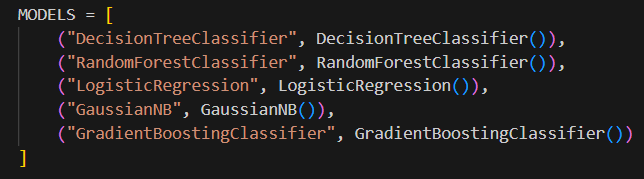 MODELS = [
    ("DecisionTreeClassifier", DecisionTreeClassifier()),
    ("RandomForestClassifier", RandomForestClassifier()),
    ("LogisticRegression", LogisticRegression()),
    ("GaussianNB", GaussianNB()),
    ("GradientBoostingClassifier", GradientBoostingClassifier())
]